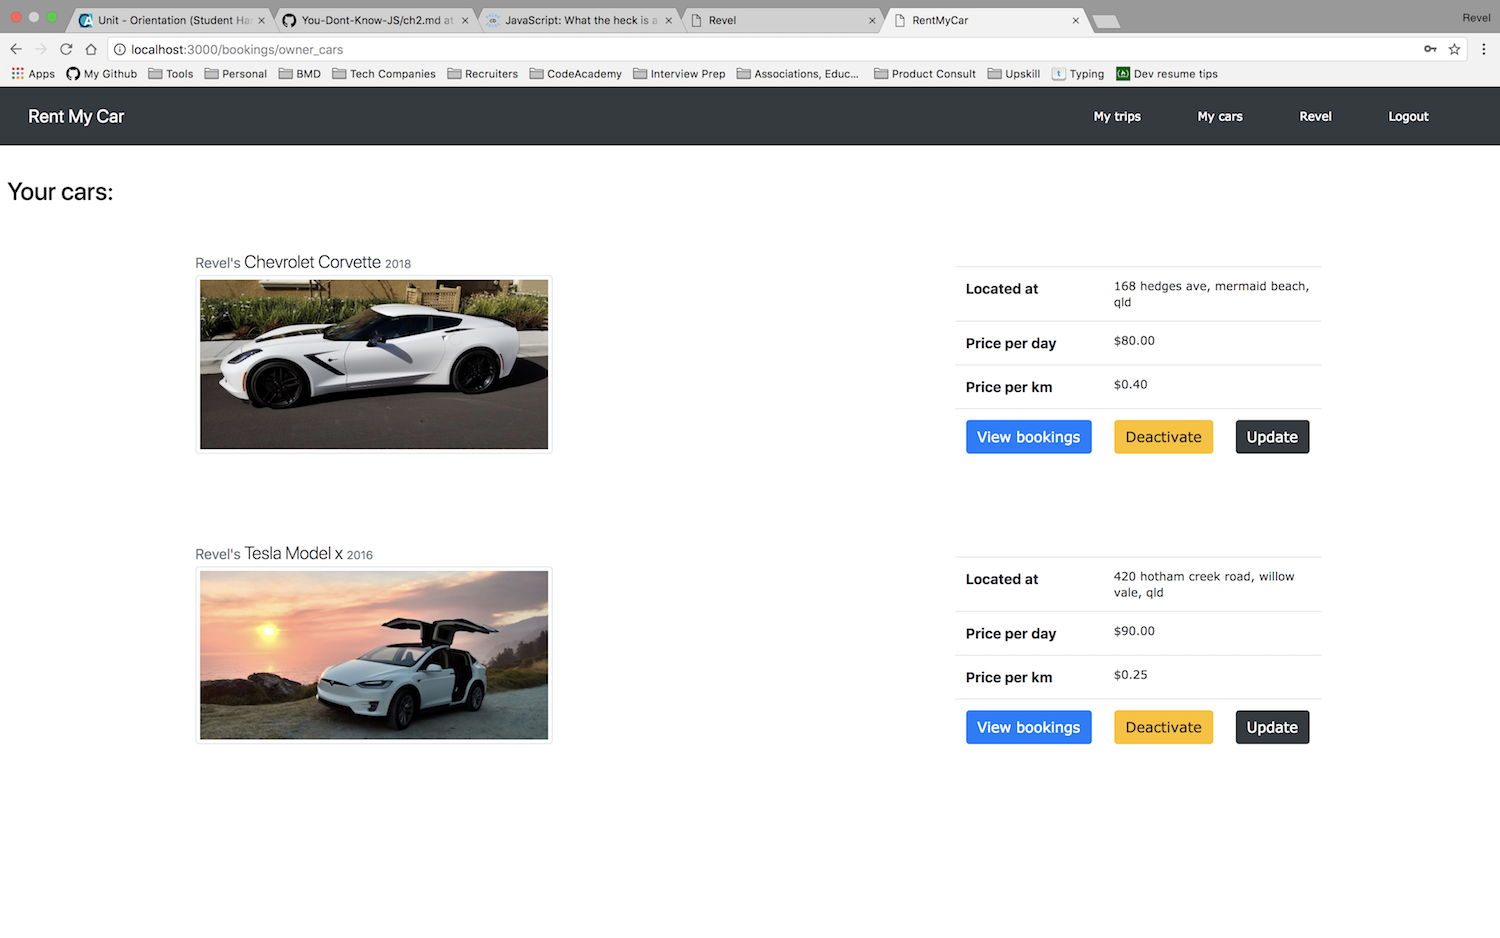 Unit - Orientation (Student Ha
You-Dont-Know-JS/ch2.md at
JavaScript: What the heck is a
Revel
RentMyCar
Revel
localhost:3000/bookings/owner_cars
Apps
My Github
Tools
Personal
BMD
Tech Companies
Recruiters
CodeAcademy
Interview Prep
Associations, Educ...
Product Consult
Upskill
t
Typing
Dev resume tips
Rent My Car
My trips
My cars
Revel
Logout
Your cars:
Revel's Chevrolet Corvette 2018
Located at
168 hedges ave, mermaid beach,
qld
Price per day
$80.00
Price per km
$0.40
View bookings
Deactivate
Update
Revel's Tesla Model x 2016
Located at
420 hotham creek road, willow
vale, qld
Price per day
$90.00
Price per km
$0.25
View bookings
Deactivate
Update